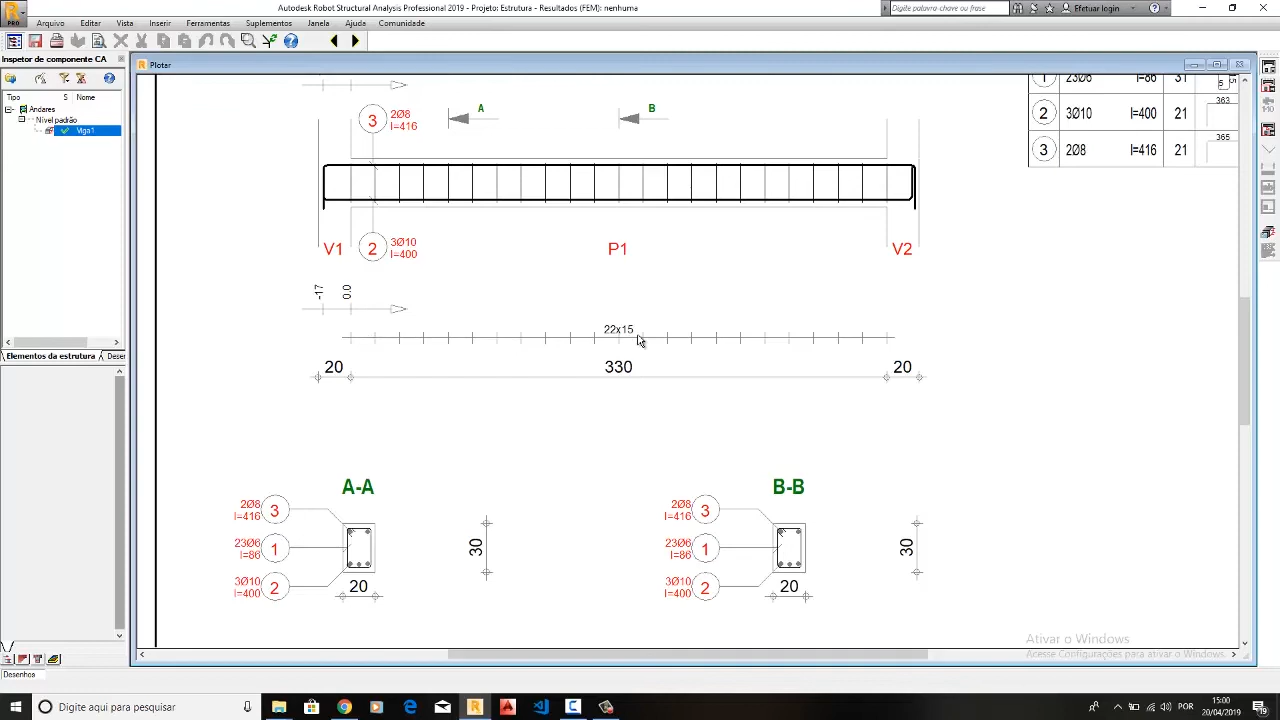 PRO
Autodesk Robot Structural Analysis Professional 2019 - Projeto: Estrutura - Resultados (FEM): nenhuma
Digite palavra-chave ou frase
Efetuar login
Arquivo Editar Vista Inserir Ferramentas Suplementos Janela Ajuda Comunidade
Inspetor de componente CA
Tipo S Nome
Andares
Nível padrão
Viga1
Elementos da estrutura
Plotar
1 23Ø6 l=86 31
2 3Ø10 l=400 21
363
3 2Ø8 l=416 21
365
3
2Ø8
l=416
A
B
V1
2
3Ø10
l=400
P1
V2
-17
0.0
22x15
20
330
20
A-A
2Ø8
l=416
3
23Ø6
l=86
1
3Ø10
l=400
2
30
20
B-B
2Ø8
l=416
3
23Ø6
l=86
1
3Ø10
l=400
2
30
20
Ativar o Windows
Acesse Configurações para ativar o Windows.
Desenhos
Digite aqui para pesquisar
POR
15:00
20/04/2019